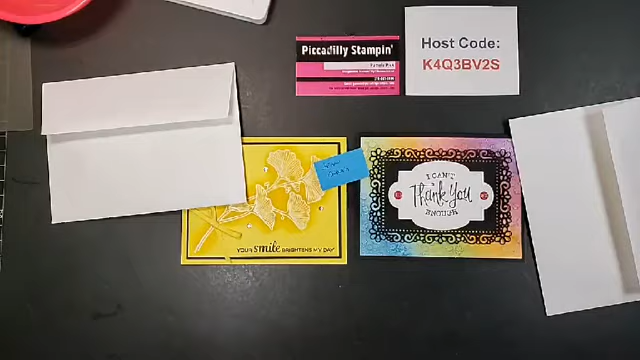 Piccadilly Stampin'
Host Code:
K4Q3BV2S
YOUR smile BRIGHTENS MY DAY
I CAN'T
Thank You
ENOUGH